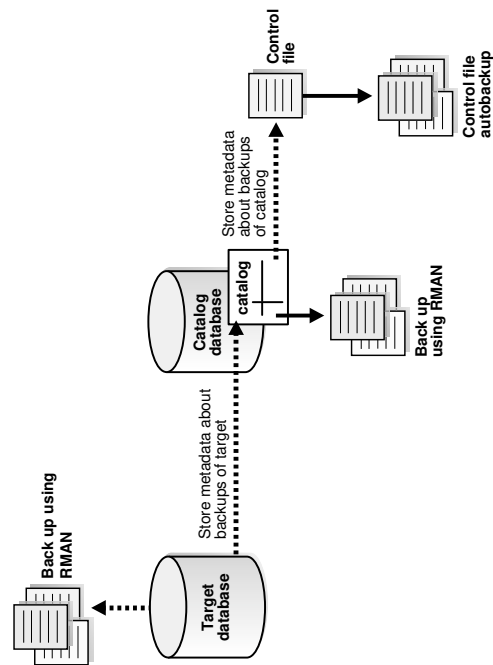 Back up using
RMAN
Target
database
Store metadata about
backups of target
Catalog
database
catalog
Back up
using RMAN
Store metadata
about backups
of catalog
Control
file
Control file
autobackup